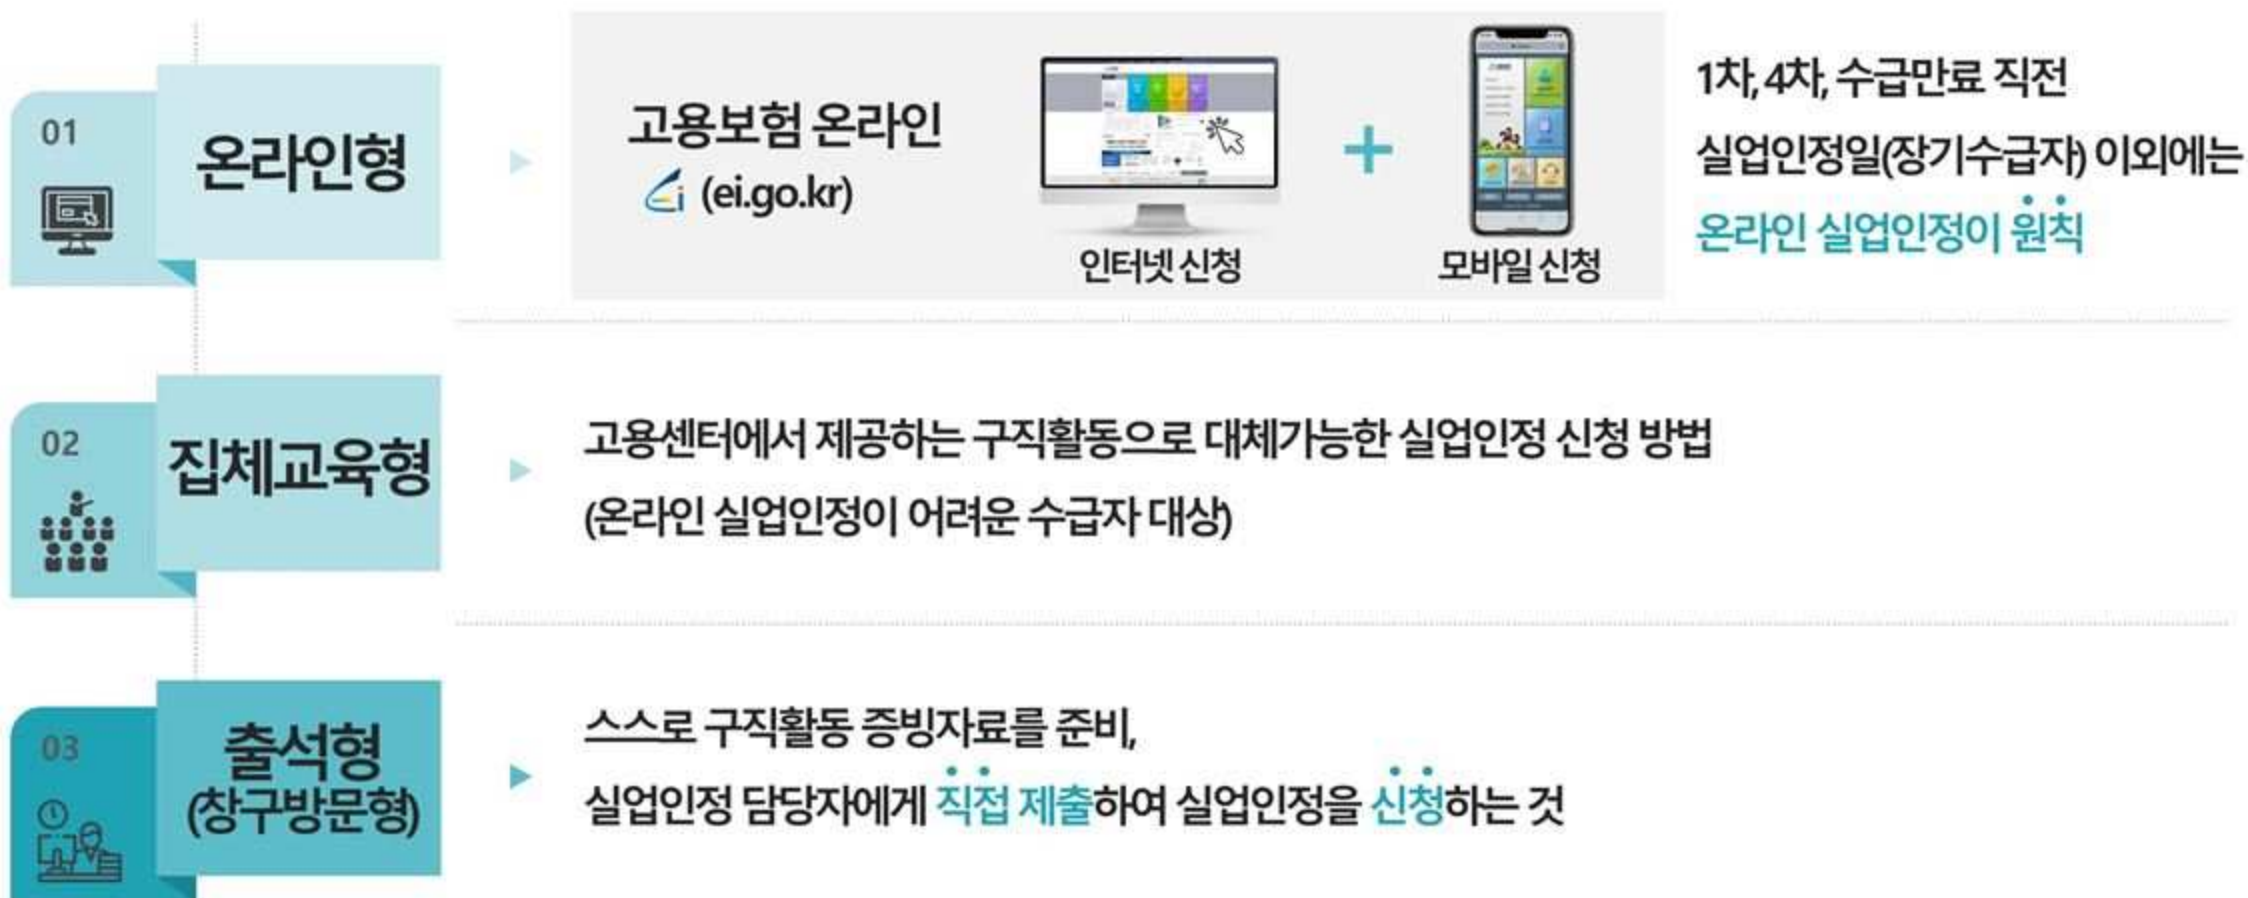 01
온라인형
고용보험 온라인
(ei.go.kr)
인터넷 신청
+
모바일 신청
1차, 4차, 수급만료 직전
실업인정일(장기수급자) 이외에는
온라인 실업인정이 원칙
02
집체교육형
고용센터에서 제공하는 구직활동으로 대체가능한 실업인정 신청 방법
(온라인 실업인정이 어려운 수급자 대상)
03
출석형
(창구방문형)
스스로 구직활동 증빙자료를 준비,
실업인정 담당자에게 직접 제출하여 실업인정을 신청하는 것